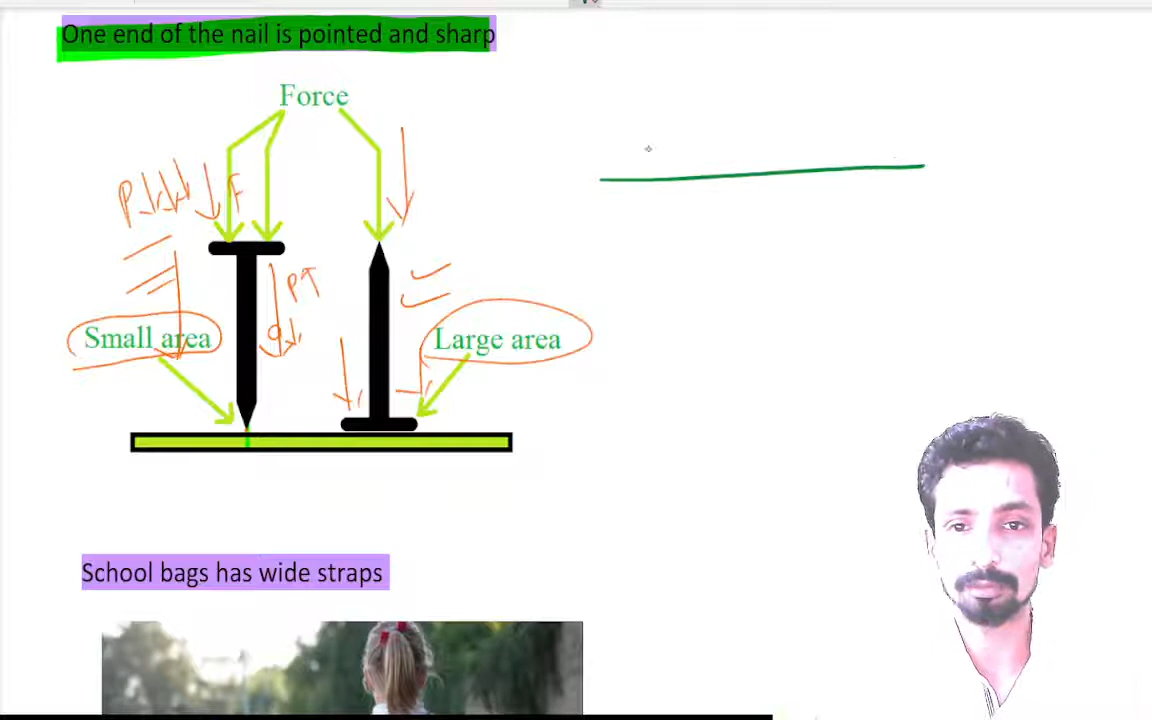 One end of the nail is pointed and sharp
Force
P
F
P↑
Small area
Large area
School bags has wide straps